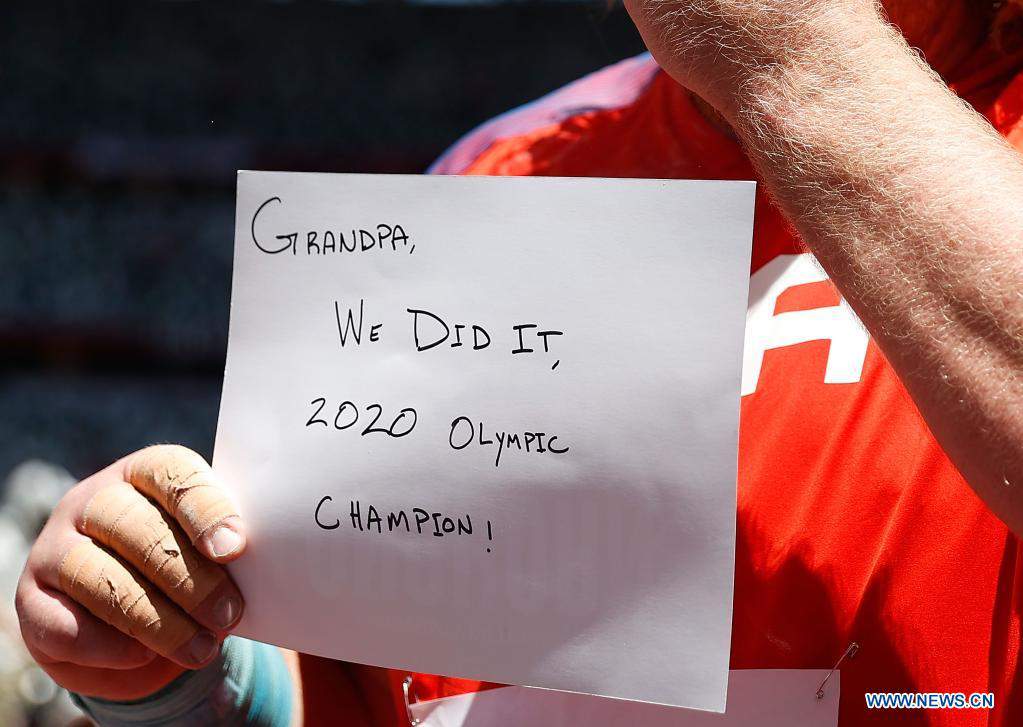 GRANDPA,
WE DID IT,
2020 OLYMPIC
CHAMPION!
WWW.NEWS.CN